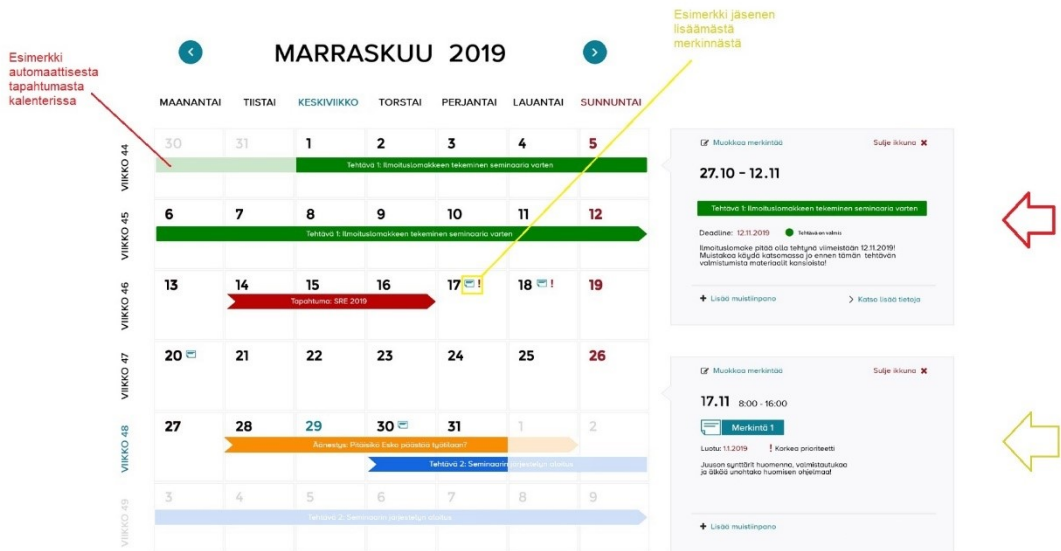 Esimerkki jäsenen
lisäämästä
merkinnästä
Esimerkki
automaattisesta
tapahtumasta
kalenterissa
MARRASKUU 2019
MAANANTAI TIISTAI KESKIVIIKKO TORSTAI PERJANTAI LAUANTAI SUNNUNTAI
VIIKKO 44
30 31 1 2 3 4 5
Tehtävä 1: Ilmoituslomakkeen tekeminen seminaaria varten
VIIKKO 45
6 7 8 9 10 11 12
Tehtävä 1: Ilmoituslomakkeen tekeminen seminaaria varten
VIIKKO 46
13 14 15 16 17 ! 18 ! 19
Tapahtuma: SRE 2019
VIIKKO 47
20 21 22 23 24 25 26
VIIKKO 48
27 28 29 30 31 1 2
Äänestys: Pitäisikö Esko päästää työtilaan?
Tehtävä 2: Seminaarin järjestelyt aloitus
VIIKKO 49
3 4 5 6 7 8 9
Tehtävä 2: Seminaarin järjestelyt aloitus
Muokkaa merkintää Sulje ikkuna
27.10 - 12.11
Tehtävä 1: Ilmoituslomakkeen tekeminen seminaaria varten
Deadline: 12.11.2019 Tehtävä on valmis
Ilmoituslomake pitää olla tehtynä viimeistään 12.11.2019!
Muistakaa käydä katsomassa jo ennen tämän tehtävän
valmistumista materiaalit kansioista!
Lisää muistiinpano Katso lisää tietoja
Muokkaa merkintää Sulje ikkuna
17.11 8:00 - 16:00
Merkintä 1
Luotu: 1.1.2019 ! Korkea prioriteetti
Juuson synttärit huomenna, valmistautukaa
ja älkää unohtako huomisen ohjelmaa!
Lisää muistiinpano